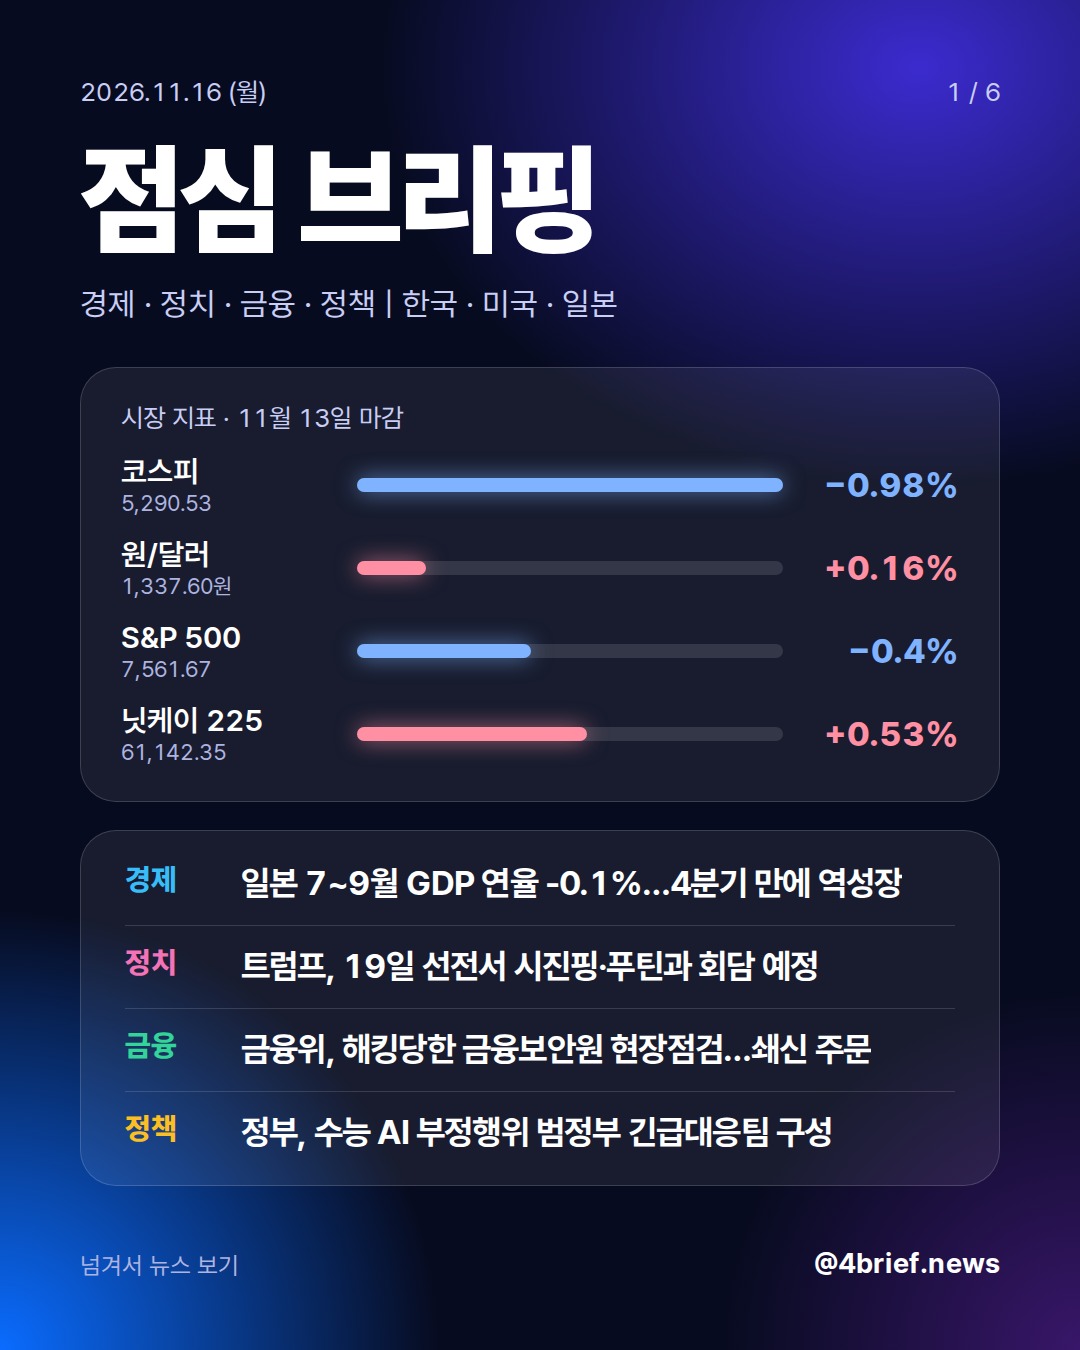 2026.11.16 (월)
1 / 6
점심 브리핑
경제 · 정치 · 금융 · 정책 | 한국 · 미국 · 일본
시장 지표 · 11월 13일 마감
코스피
5,290.53
−0.98%
원/달러
1,337.60원
+0.16%
S&P 500
7,561.67
−0.4%
닛케이 225
61,142.35
+0.53%
경제 일본 7~9월 GDP 연율 -0.1%…4분기 만에 역성장
정치 트럼프, 19일 선전서 시진핑·푸틴과 회담 예정
금융 금융위, 해킹당한 금융보안원 현장점검…쇄신 주문
정책 정부, 수능 AI 부정행위 범정부 긴급대응팀 구성
넘겨서 뉴스 보기
@4brief.news